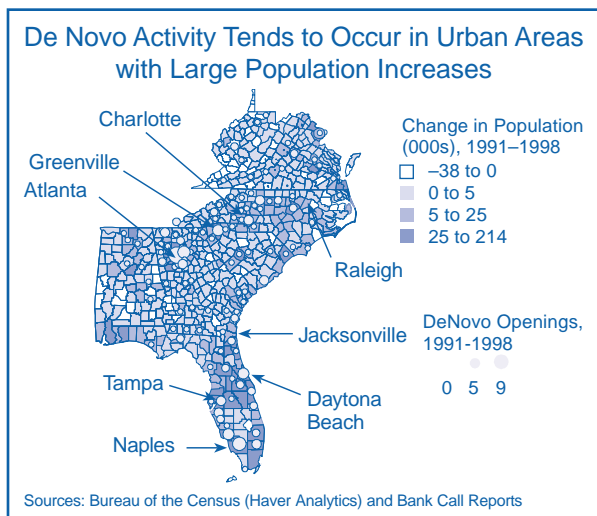 De Novo Activity Tends to Occur in Urban Areas
with Large Population Increases
Charlotte
Greenville
Atlanta
Change in Population
(000s), 1991–1998
–38 to 0
0 to 5
5 to 25
25 to 214
Raleigh
Jacksonville
DeNovo Openings,
1991-1998
0 5 9
Tampa
Daytona
Beach
Naples
Sources: Bureau of the Census (Haver Analytics) and Bank Call Reports